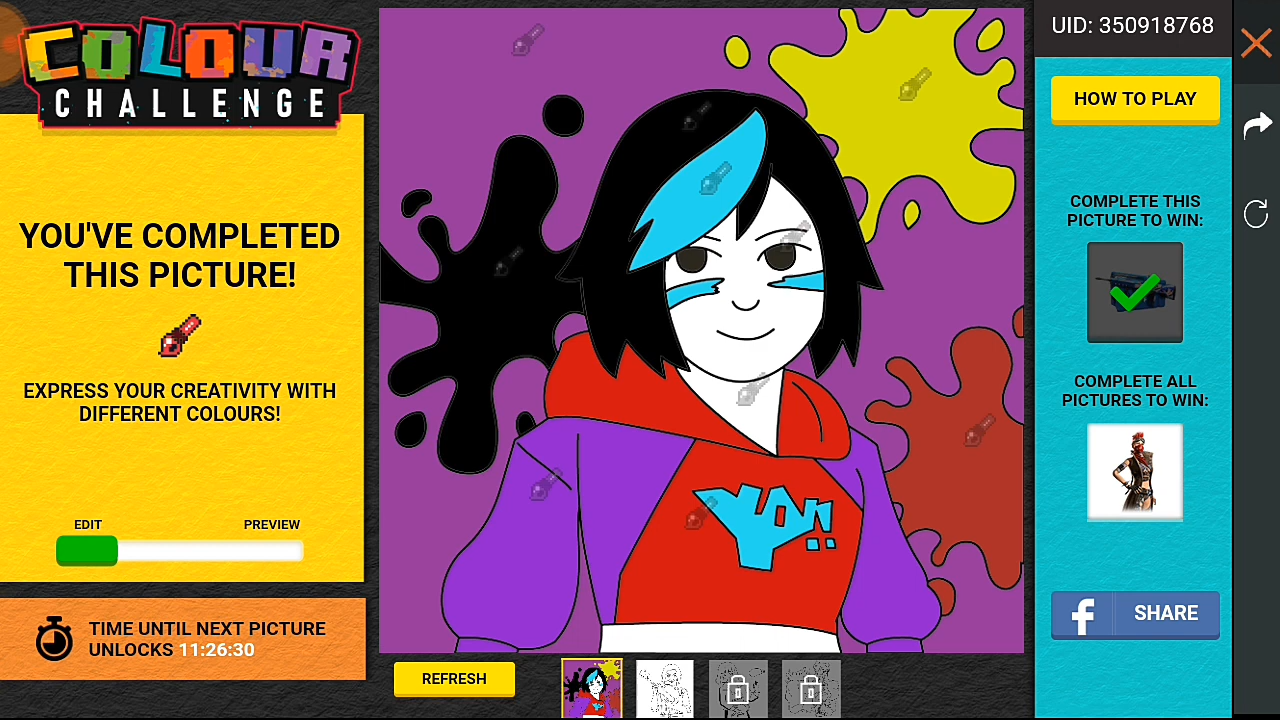 COLOUR
CHALLENGE
YOU'VE COMPLETED
THIS PICTURE!
EXPRESS YOUR CREATIVITY WITH
DIFFERENT COLOURS!
EDIT
PREVIEW
TIME UNTIL NEXT PICTURE
UNLOCKS 11:26:30
YO!!
REFRESH
UID: 350918768
HOW TO PLAY
COMPLETE THIS
PICTURE TO WIN:
COMPLETE ALL
PICTURES TO WIN:
f
SHARE